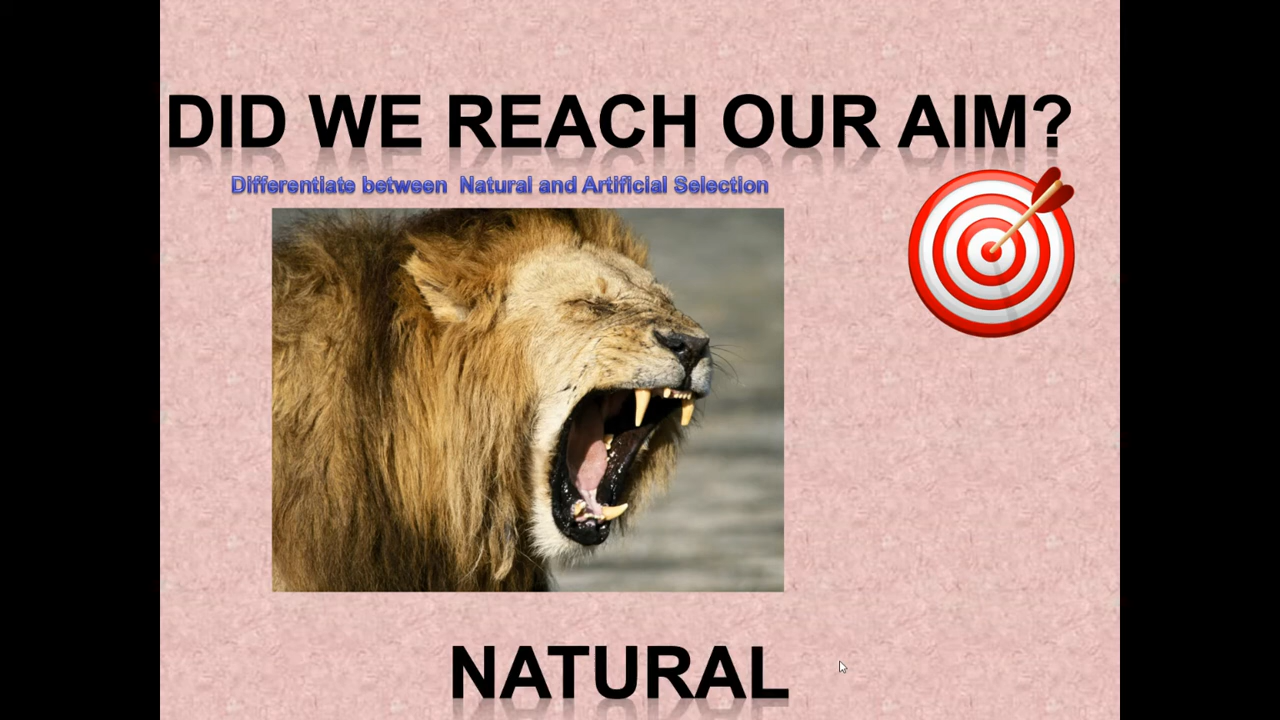 DID WE REACH OUR AIM?
Differentiate between Natural and Artificial Selection
NATURAL